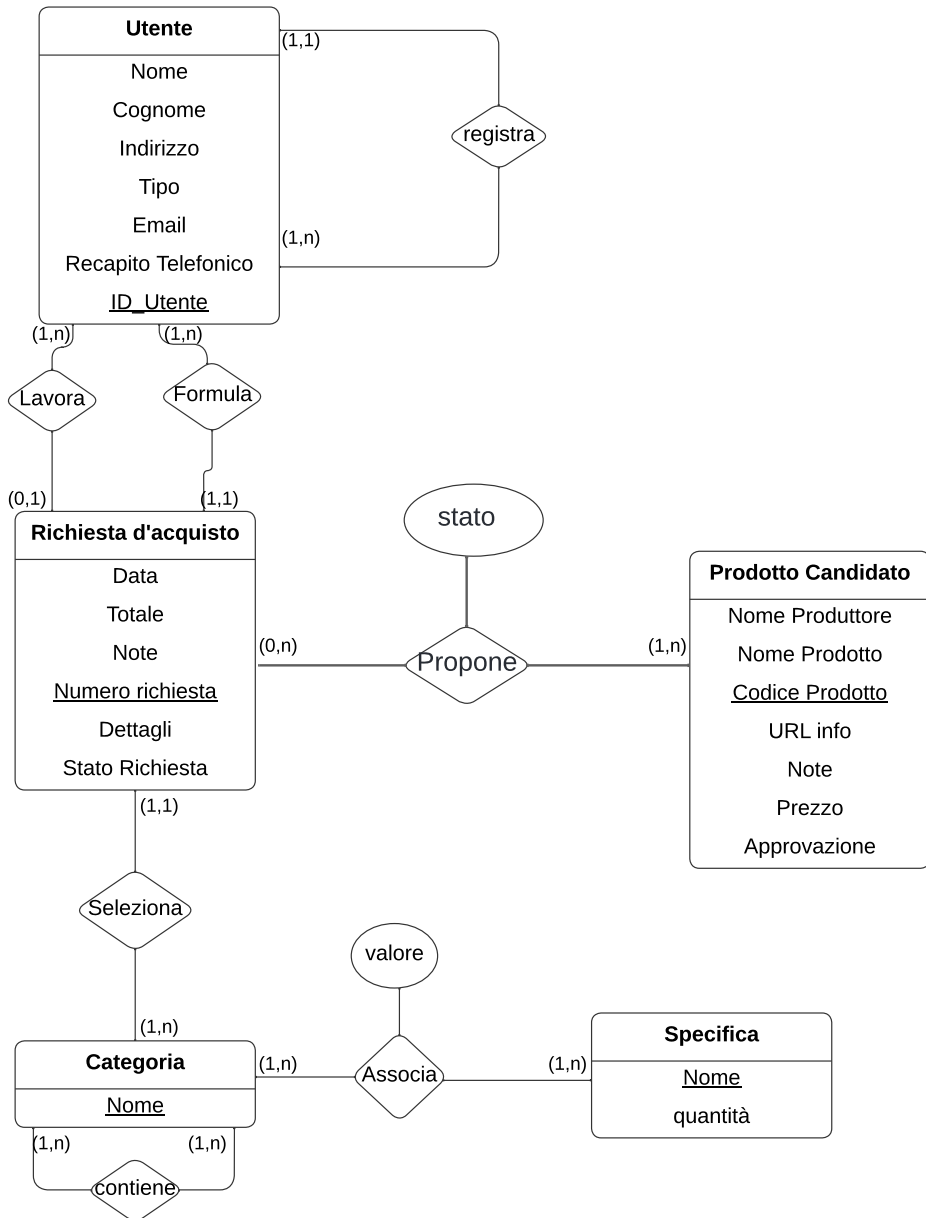 Utente
Nome
Cognome
Indirizzo
Tipo
Email
Recapito Telefonico
ID_Utente
(1,1)
registra
(1,n)
(1,n)
(1,n)
Lavora
Formula
(0,1)
(1,1)
Richiesta d'acquisto
Data
Totale
Note
Numero richiesta
Dettagli
Stato Richiesta
stato
(0,n)
Propone
(1,n)
Prodotto Candidato
Nome Produttore
Nome Prodotto
Codice Prodotto
URL info
Note
Prezzo
Approvazione
(1,1)
Seleziona
(1,n)
Categoria
Nome
(1,n)
valore
Associa
(1,n)
Specifica
Nome
quantità
(1,n)
(1,n)
contiene